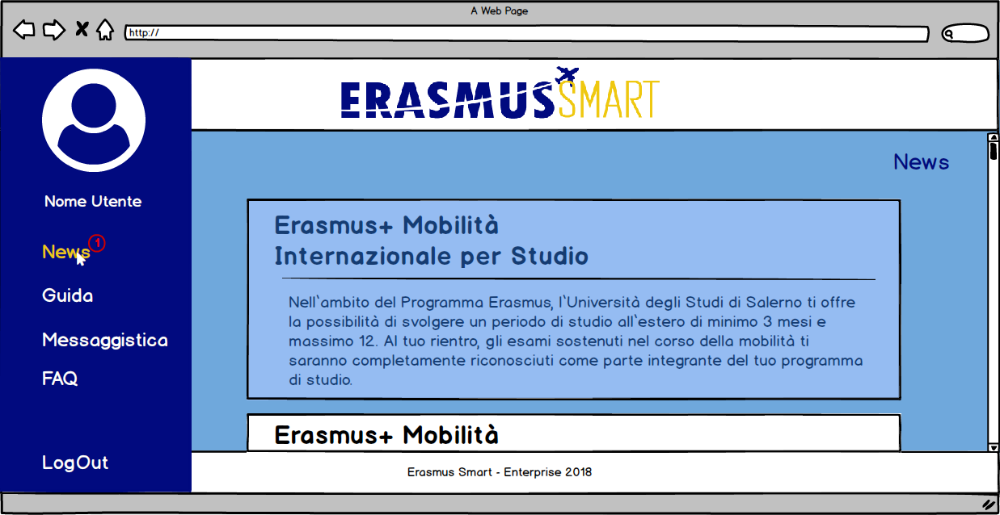 A Web Page
http://
ERASMUSSMART
Nome Utente
News 1
Guida
Messaggistica
FAQ
LogOut
News
Erasmus+ Mobilità
Internazionale per Studio
Nell`ambito del Programma Erasmus, l`Università degli Studi di Salerno ti offre
la possibilità di svolgere un periodo di studio all`estero di minimo 3 mesi e
massimo 12. Al tuo rientro, gli esami sostenuti nel corso della mobilità ti
saranno completamente riconosciuti come parte integrante del tuo programma
di studio.
Erasmus+ Mobilità
Erasmus Smart - Enterprise 2018